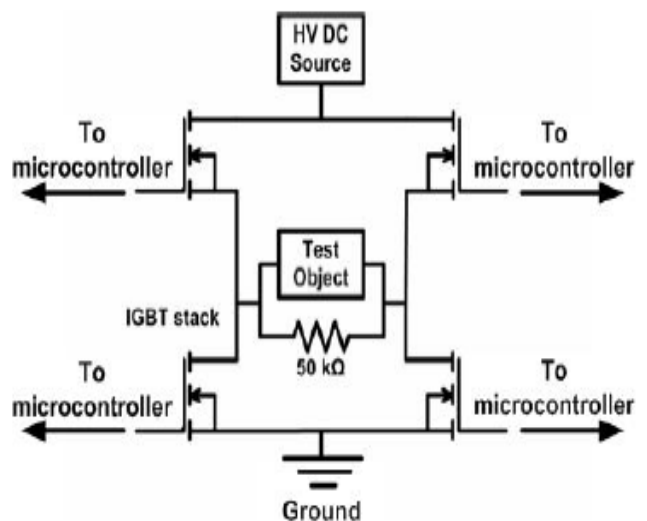 HV DC
Source
To
microcontroller
To
microcontroller
Test
Object
IGBT stack
50 kΩ
To
microcontroller
To
microcontroller
Ground